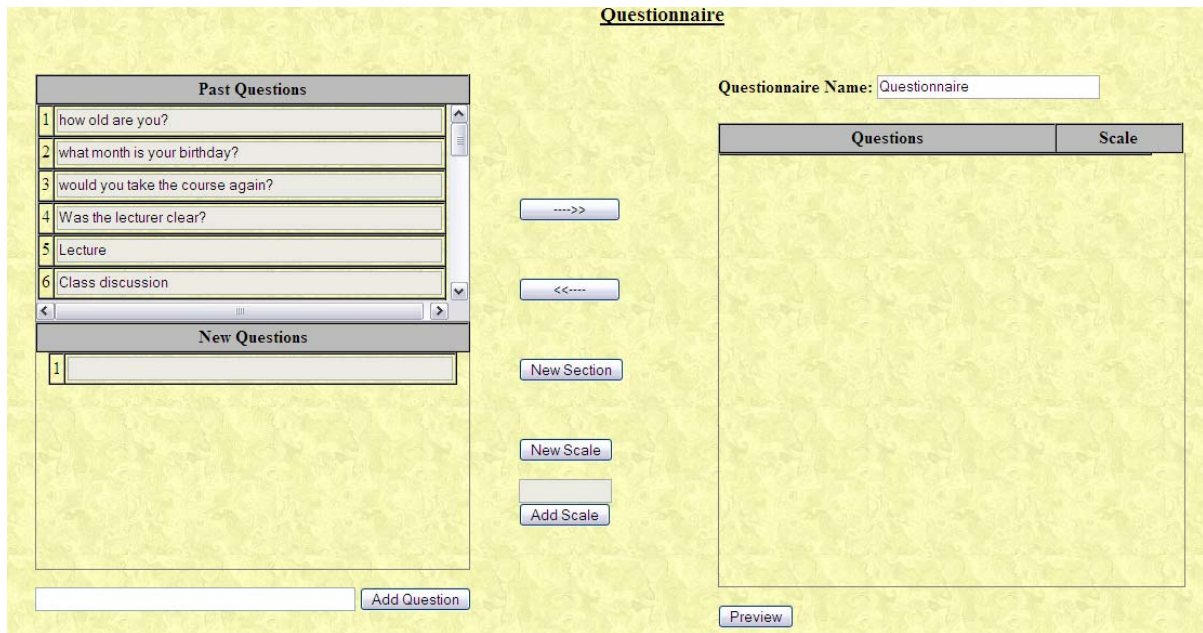 Questionnaire
Past Questions
1 how old are you?
2 what month is your birthday?
3 would you take the course again?
4 Was the lecturer clear?
5 Lecture
6 Class discussion
New Questions
1
Add Question
---->>
<<----
New Section
New Scale
Add Scale
Questionnaire Name: Questionnaire
Questions Scale
Preview